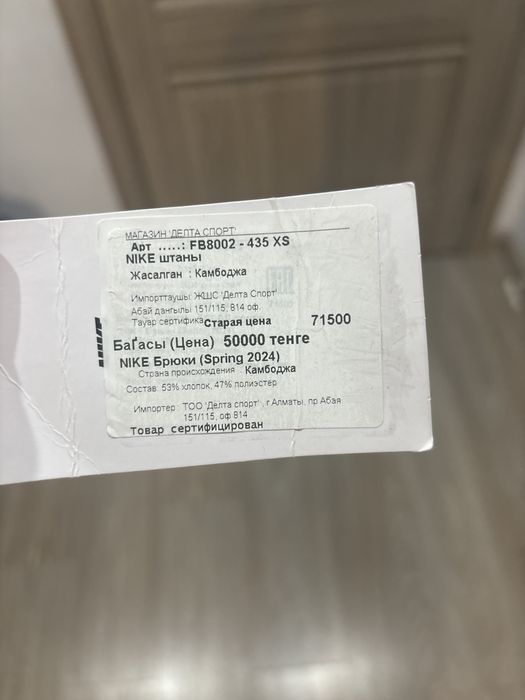 МАГАЗИН 'ДЕЛТА СПОРТ'
Арт .....: FB8002 - 435 XS
NIKE штаны
Жасалган : Камбоджа
Импорттаушы: ЖШС 'Делта Спорт'
Абай дангылы 151/115, 814 оф
Тауар сертифика Старая цена 71500
Бағасы (Цена) 50000 тенге
NIKE Брюки (Spring 2024)
Страна происхождения Камбоджа
Состав: 53% хлопок, 47% полиэстер
Импортер: ТОО 'Делта спорт' , г Алматы, пр Абая
151/115, оф 814
Товар сертифицирован